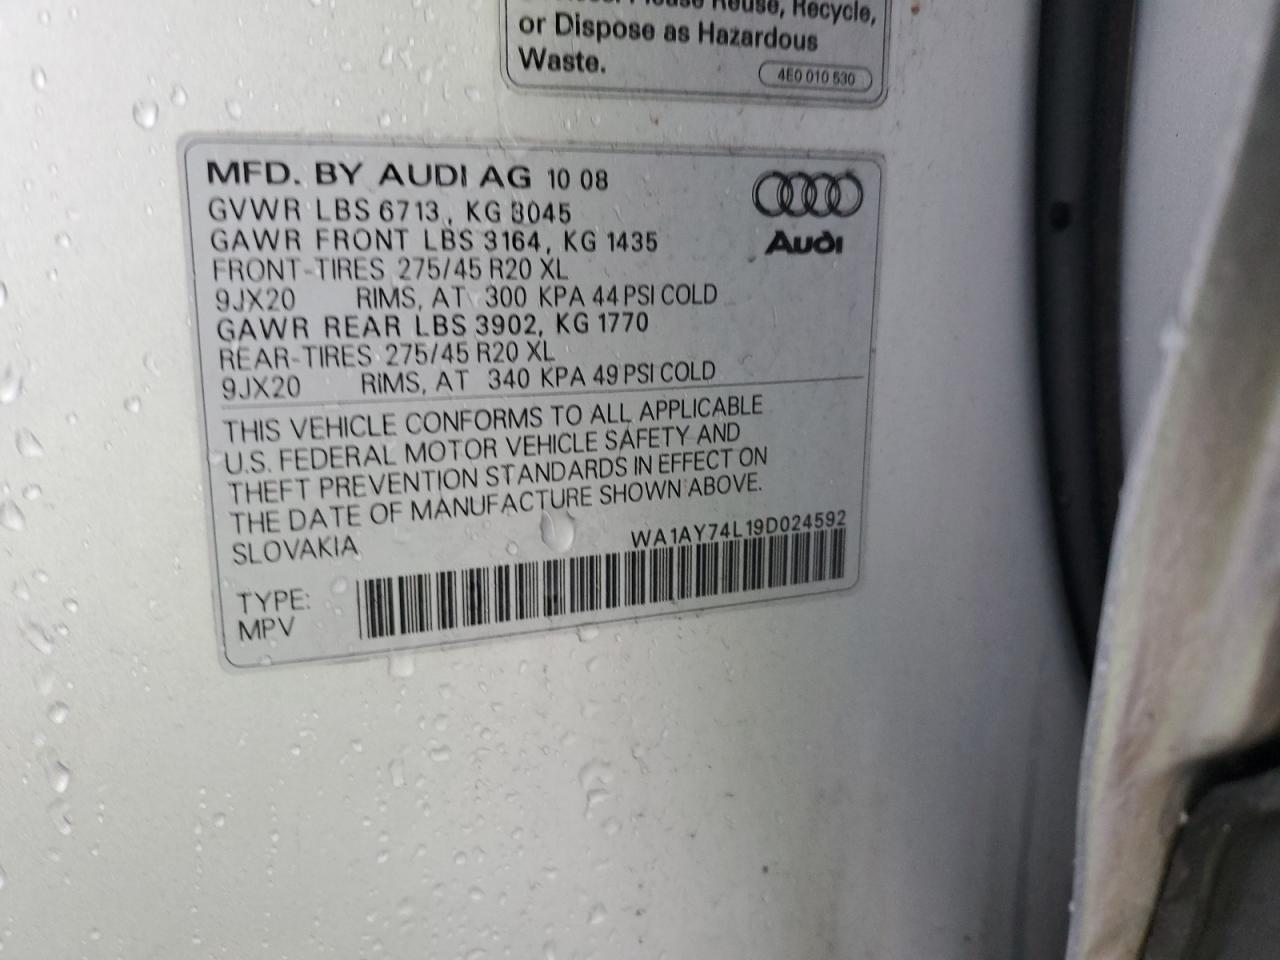 Please Reuse, Recycle,
or Dispose as Hazardous
Waste.
4E0 010 530
MFD. BY AUDI AG 10 08
GVWR LBS 6713, KG 3045
GAWR FRONT LBS 3164, KG 1435
FRONT-TIRES 275/45 R20 XL
9JX20 RIMS, AT 300 KPA 44 PSI COLD
GAWR REAR LBS 3902, KG 1770
REAR-TIRES 275/45 R20 XL
9JX20 RIMS, AT 340 KPA 49 PSI COLD
Audi
THIS VEHICLE CONFORMS TO ALL APPLICABLE
U.S. FEDERAL MOTOR VEHICLE SAFETY AND
THEFT PREVENTION STANDARDS IN EFFECT ON
THE DATE OF MANUFACTURE SHOWN ABOVE.
SLOVAKIA
WA1AY74L19D024592
TYPE:
MPV